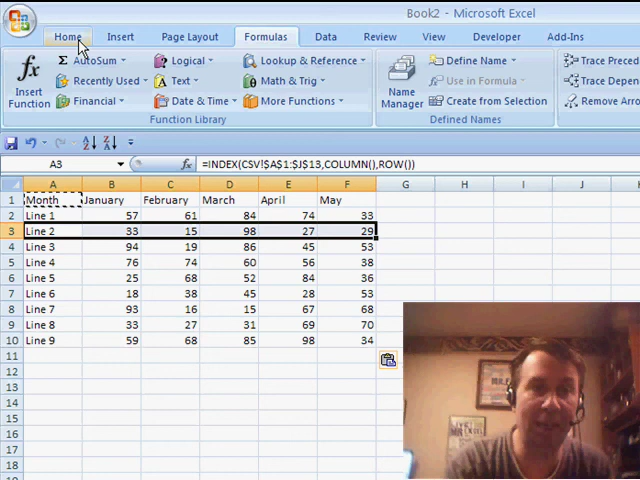 Book2 - Microsoft Excel
Home Insert Page Layout Formulas Data Review View Developer Add-Ins
fx Insert Function
Σ AutoSum Logical Lookup & Reference Define Name Trace Preced
Recently Used Text Math & Trig Name Manager Use in Formula Trace Depen
Financial Date & Time More Functions Create from Selection Remove Arro
Function Library Defined Names
A3 fx =INDEX(CSV!$A$1:$J$13,COLUMN(),ROW())
A B C D E F G H I J
1 Month January February March April May
2 Line 1 57 61 84 74 33
3 Line 2 33 15 98 27 29
4 Line 3 94 19 86 45 53
5 Line 4 76 74 60 56 38
6 Line 5 25 68 52 84 36
7 Line 6 18 38 45 28 53
8 Line 7 93 16 15 67 68
9 Line 8 33 27 31 69 70
10 Line 9 59 68 85 98 34
11
12
13
14
15
16
17
18